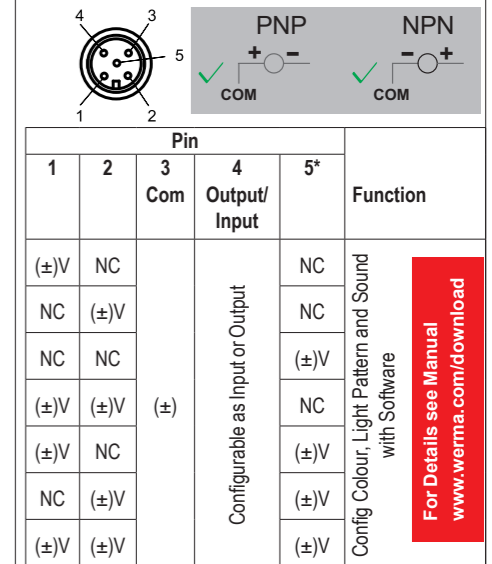 4 3
PNP NPN
5
+ − − +
COM COM
1 2
Pin
1 2 3 4 5*
Com Output/ Function
Input
(±)V NC NC
NC (±)V NC
NC NC (±)V
(±)V (±)V (±) NC
(±)V NC (±)V
NC (±)V (±)V
(±)V (±)V (±)V
Configurable as Input or Output
Config Colour, Light Pattern and Sound
with Software
For Details see Manual
www.werma.com/download